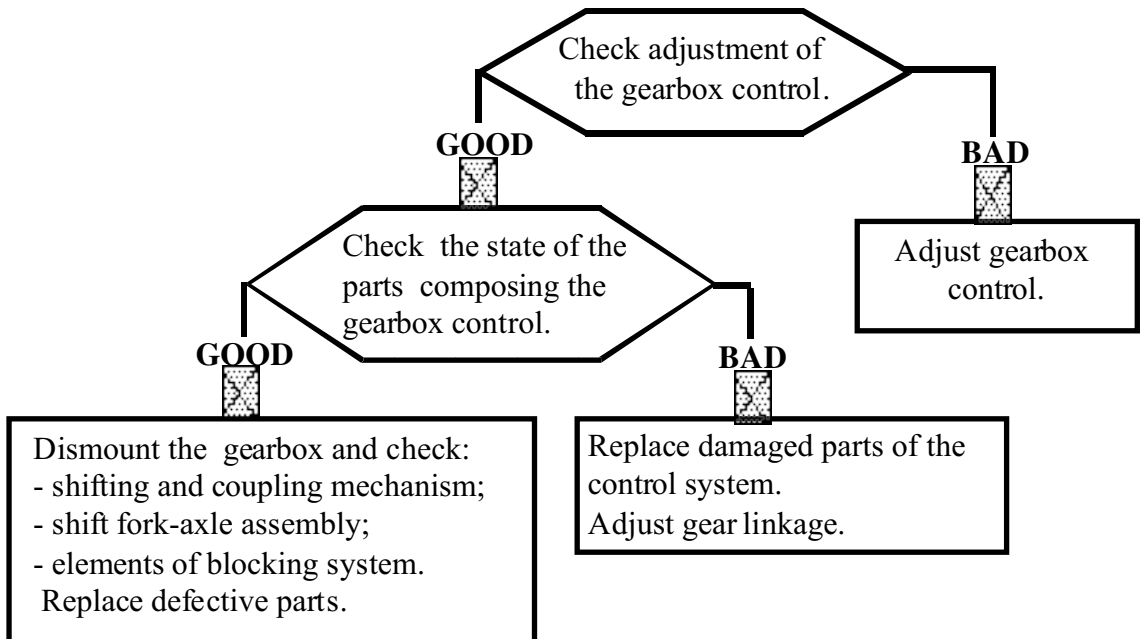 Check adjustment of
the gearbox control.
GOOD
BAD
Check the state of the
parts composing the
gearbox control.
Adjust gearbox
control.
GOOD
BAD
Dismount the gearbox and check:
- shifting and coupling mechanism;
- shift fork-axle assembly;
- elements of blocking system.
Replace defective parts.
Replace damaged parts of the
control system.
Adjust gear linkage.